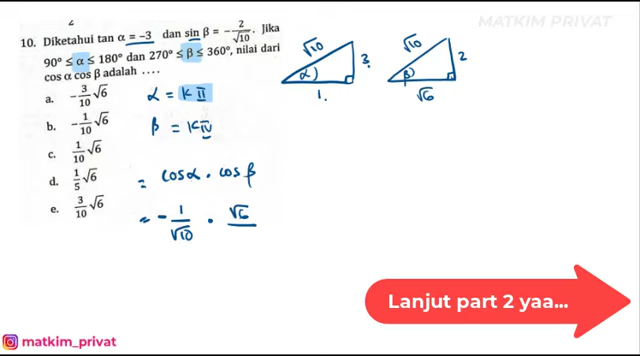 MATKIM PRIVAT
10. Diketahui tan α = −3 dan sin β = −2/√10. Jika
90° ≤ α ≤ 180° dan 270° ≤ β ≤ 360°, nilai dari
cos α cos β adalah ....
a. −3/10 √6
b. −1/10 √6
c. 1/10 √6
d. 1/5 √6
e. 3/10 √6
α = K II
β = K IV
= cos α . cos β
= −1/√10 . √6
√10 3 α 1
√10 2 β √6
Lanjut part 2 yaa...
matkim_privat